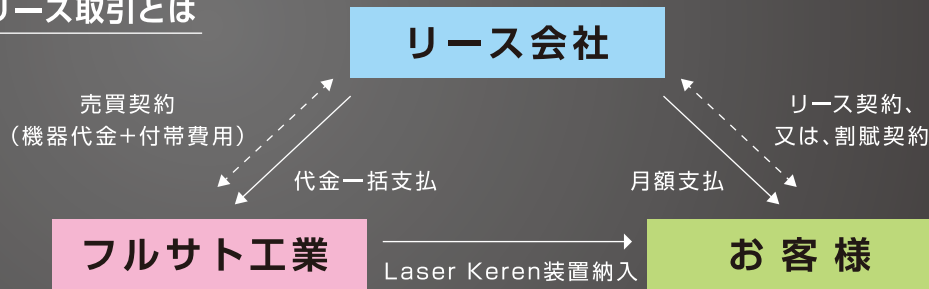 リース取引とは
リース会社
売買契約
（機器代金＋付帯費用）
リース契約、
又は、割賦契約
代金一括支払
月額支払
フルサト工業
Laser Keren装置納入
お客様